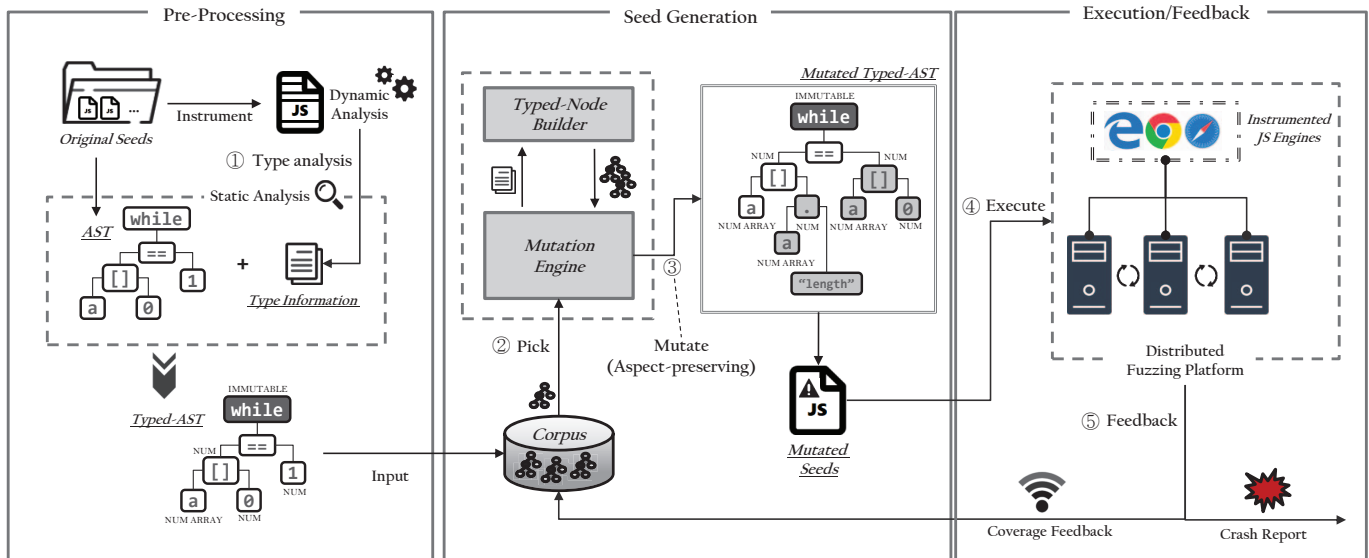 Pre-Processing
JS JS ...
Original Seeds
Instrument
JS
Dynamic
Analysis
① Type analysis
Static Analysis
AST
while
==
[]
1
a
0
+
Type Information
Typed-AST
IMMUTABLE
while
==
NUM
[]
1
NUM
a
0
NUM ARRAY
NUM
Input
Seed Generation
Typed-Node
Builder
Mutation
Engine
② Pick
③
Mutate
(Aspect-preserving)
Corpus
Mutated Typed-AST
IMMUTABLE
while
==
NUM
NUM
[]
[]
a
.
a
0
NUM ARRAY
NUM
NUM ARRAY
NUM
a
NUM ARRAY
“length”
JS
Mutated
Seeds
Execution/Feedback
Instrumented
JS Engines
④ Execute
Distributed
Fuzzing Platform
⑤ Feedback
Coverage Feedback
Crash Report